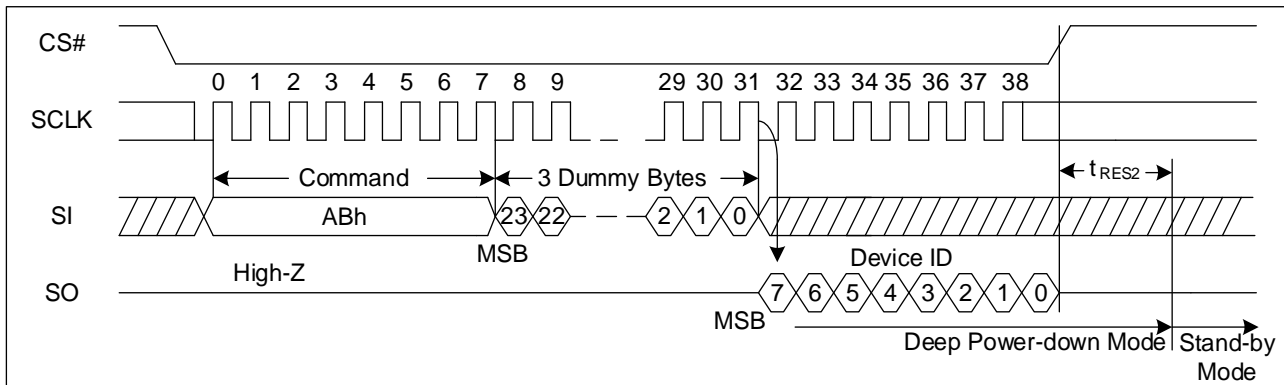 CS#
0 1 2 3 4 5 6 7 8 9 29 30 31 32 33 34 35 36 37 38
SCLK
Command 3 Dummy Bytes tRES2
SI ABh 23 22 2 1 0
MSB
High-Z Device ID
SO 7 6 5 4 3 2 1 0
MSB
Deep Power-down Mode Stand-by
Mode